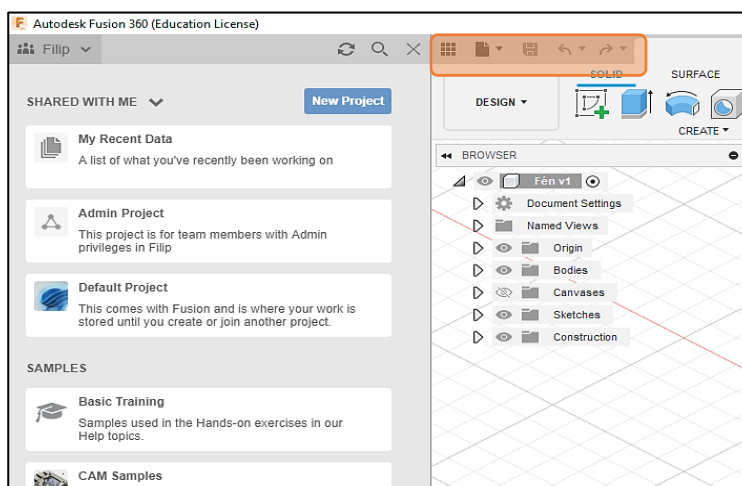 Autodesk Fusion 360 (Education License)
Filip
SHARED WITH ME
New Project
My Recent Data
A list of what you've recently been working on
Admin Project
This project is for team members with Admin
privileges in Filip
Default Project
This comes with Fusion and is where your work is
stored until you create or join another project.
SAMPLES
Basic Training
Samples used in the Hands-on exercises in our
Help topics.
CAM Samples
SOLID
SURFACE
DESIGN
CREATE
BROWSER
Fén v1
Document Settings
Named Views
Origin
Bodies
Canvases
Sketches
Construction